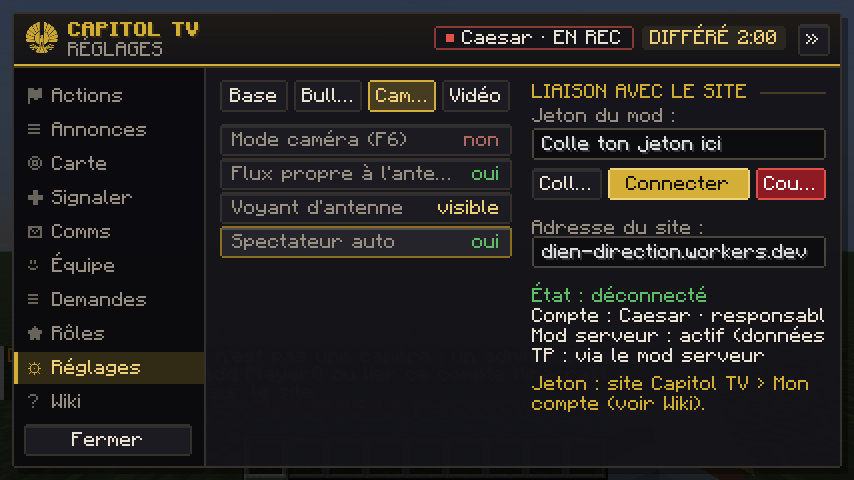 CAPITOL TV
RÉGLAGES
Caesar · EN REC
DIFFÉRÉ 2:00
»
Actions
Annonces
Carte
Signaler
Comms
Équipe
Demandes
Rôles
Réglages
? Wiki
Fermer
Base
Bull...
Cam...
Vidéo
Mode caméra (F6) non
Flux propre à l'ante... oui
Voyant d'antenne visible
Spectateur auto oui
LIAISON AVEC LE SITE
Jeton du mod :
Colle ton jeton ici
Coll...
Connecter
Cou...
Adresse du site :
dien-direction.workers.dev
État : déconnecté
Compte : Caesar · responsabl
Mod serveur : actif (données
TP : via le mod serveur
Jeton : site Capitol TV > Mon
compte (voir Wiki).